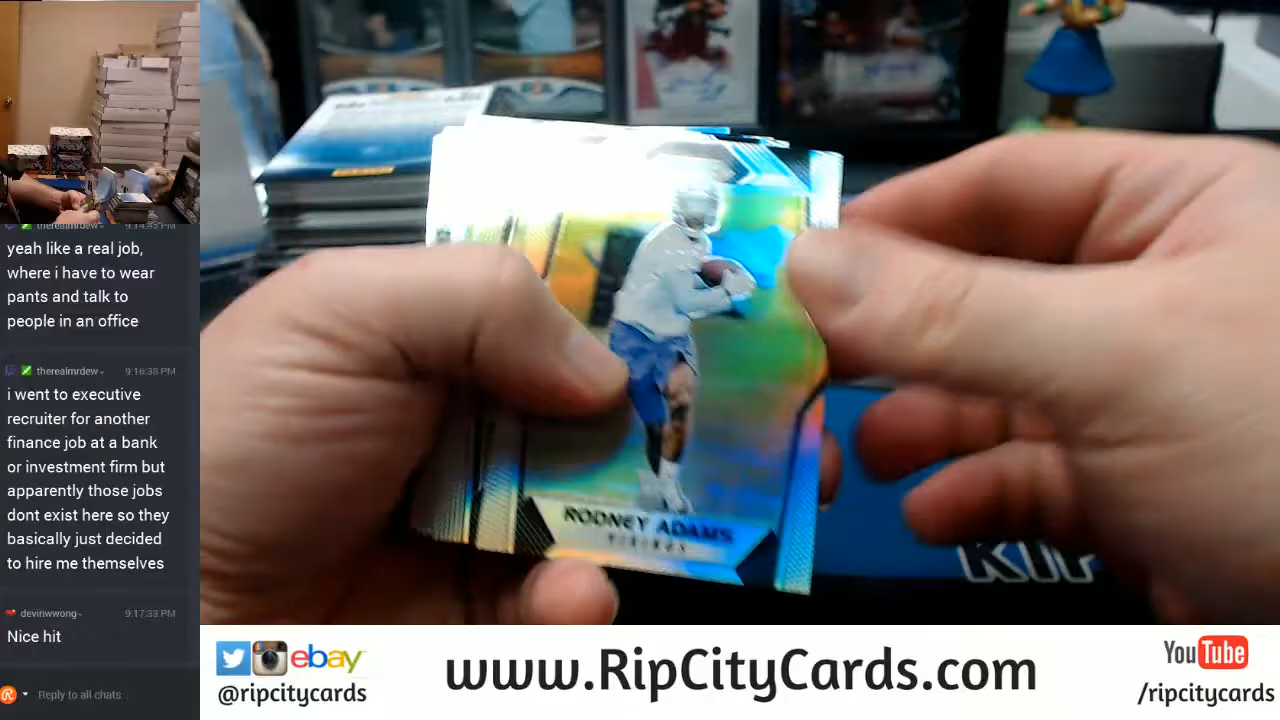 therealmrdew
9:14:45 PM
yeah like a real job,
where i have to wear
pants and talk to
people in an office
therealmrdew
9:16:38 PM
i went to executive
recruiter for another
finance job at a bank
or investment firm but
apparently those jobs
dont exist here so they
basically just decided
to hire me themselves
devinwwong
9:17:33 PM
Nice hit
Reply to all chats...
RODNEY ADAMS
VIKINGS
RIP
ebay
@ripcitycards
www.RipCityCards.com
YouTube
/ripcitycards